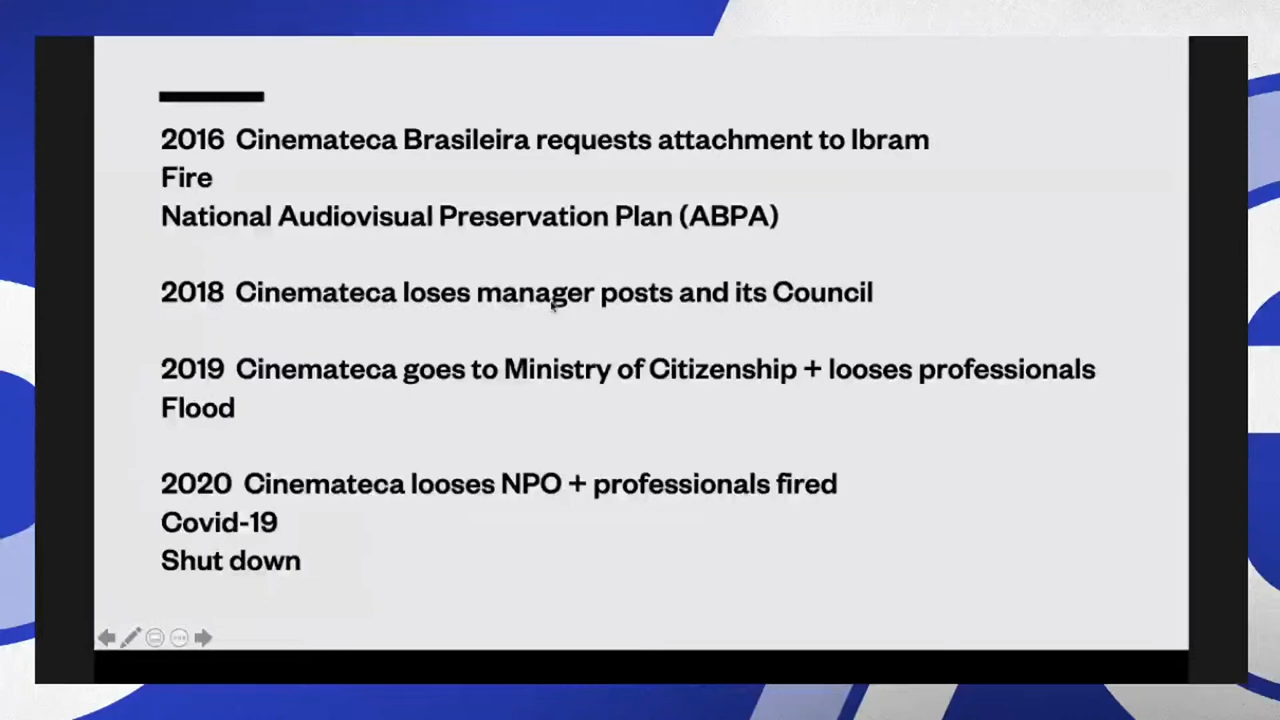 2016 Cinemateca Brasileira requests attachment to Ibram
Fire
National Audiovisual Preservation Plan (ABPA)
2018 Cinemateca loses manager posts and its Council
2019 Cinemateca goes to Ministry of Citizenship + looses professionals
Flood
2020 Cinemateca looses NPO + professionals fired
Covid-19
Shut down